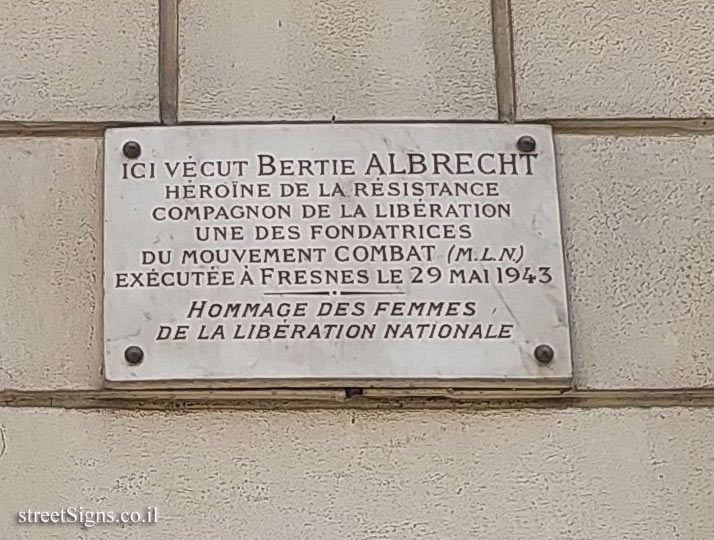 ICI VÉCUT BERTIE ALBRECHT
HÉROÏNE DE LA RÉSISTANCE
COMPAGNON DE LA LIBÉRATION
UNE DES FONDATRICES
DU MOUVEMENT COMBAT (M.L.N.)
EXÉCUTÉE À FRESNES LE 29 MAI 1943
HOMMAGE DES FEMMES
DE LA LIBÉRATION NATIONALE
streetSigns.co.il